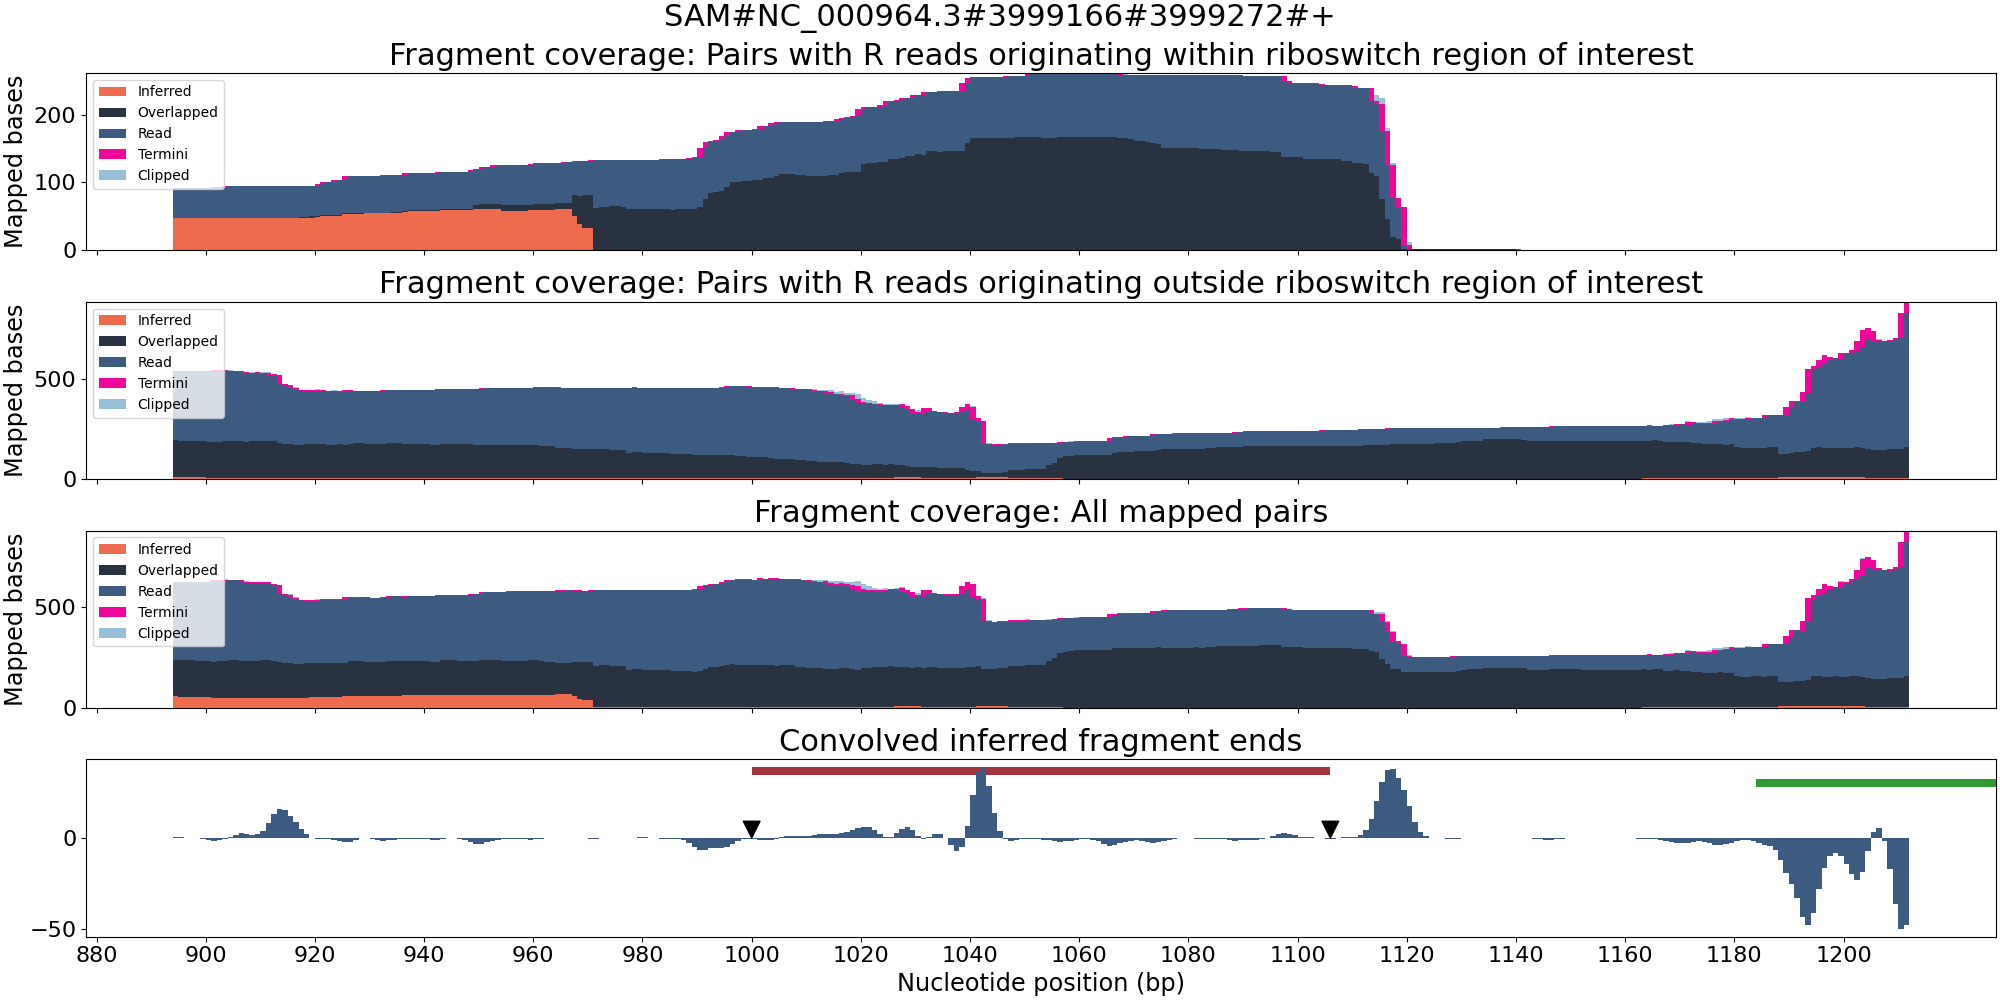 SAM#NC_000964.3#3999166#3999272#+
Fragment coverage: Pairs with R reads originating within riboswitch region of interest
Mapped bases
200
100
0
Inferred
Overlapped
Read
Termini
Clipped
Fragment coverage: Pairs with R reads originating outside riboswitch region of interest
Mapped bases
500
0
Inferred
Overlapped
Read
Termini
Clipped
Fragment coverage: All mapped pairs
Mapped bases
500
0
Inferred
Overlapped
Read
Termini
Clipped
Convolved inferred fragment ends
0
−50
880 900 920 940 960 980 1000 1020 1040 1060 1080 1100 1120 1140 1160 1180 1200
Nucleotide position (bp)